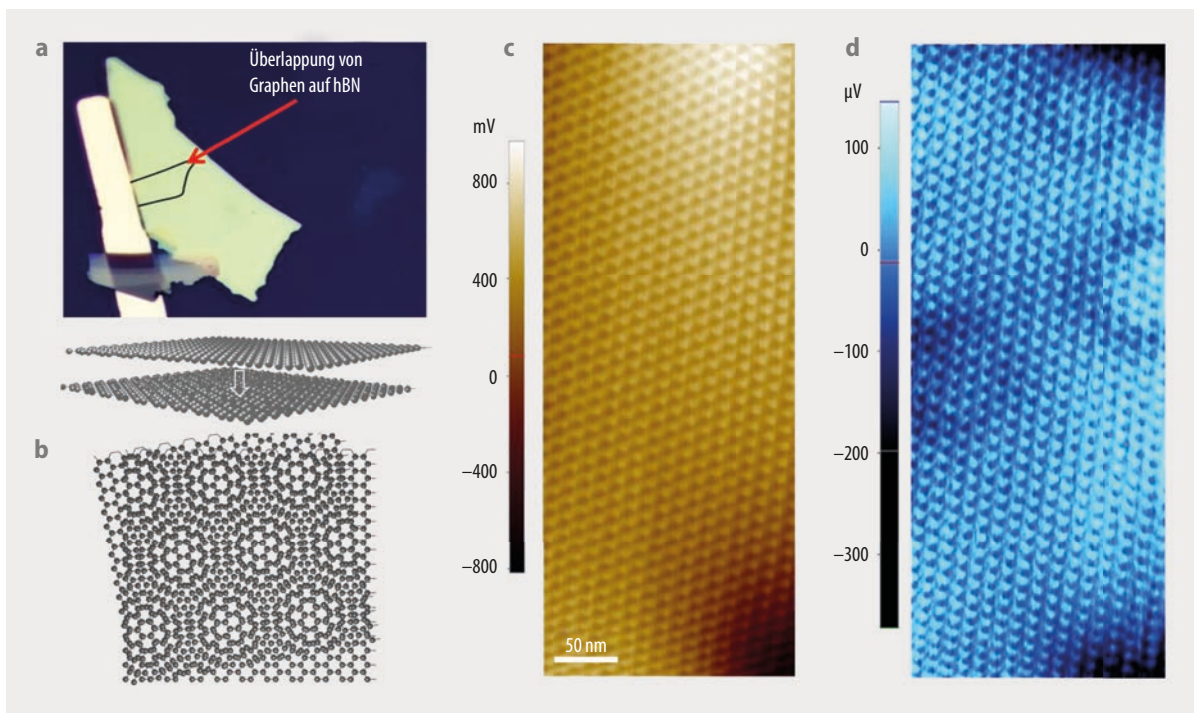 a
Überlappung von
Graphen auf hBN
b
c
mV
800
400
0
–400
–800
50 nm
d
µV
100
0
–100
–200
–300